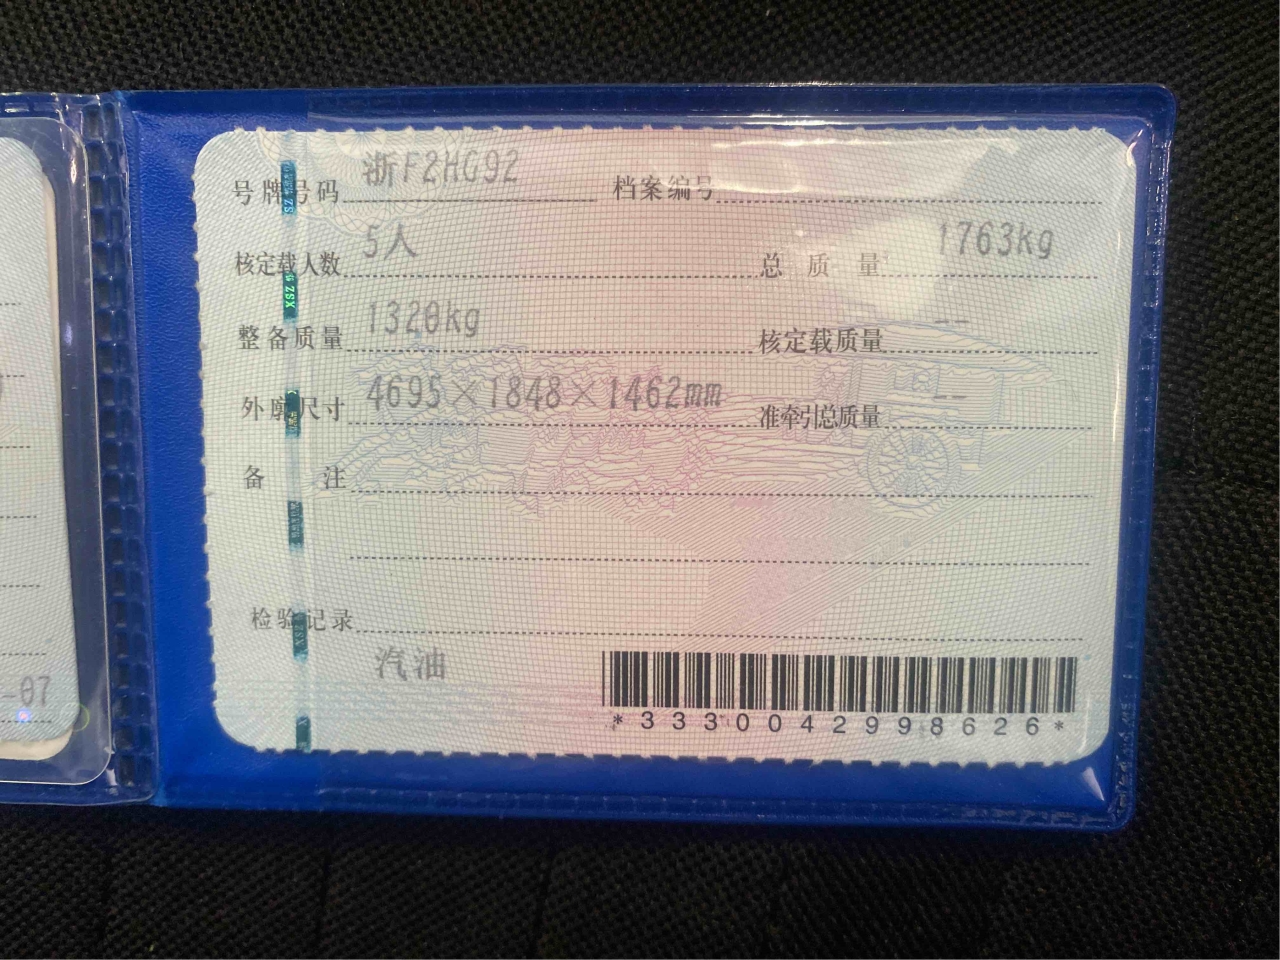 号牌号码 浙F2HG92 档案编号
核定载人数 5人 总质量 1763kg
整备质量 1320kg 核定载质量 --
外廓尺寸 4695×1848×1462mm 准牵引总质量 --
备注
检验记录
汽油
*3330042998626*
-07
XSZ